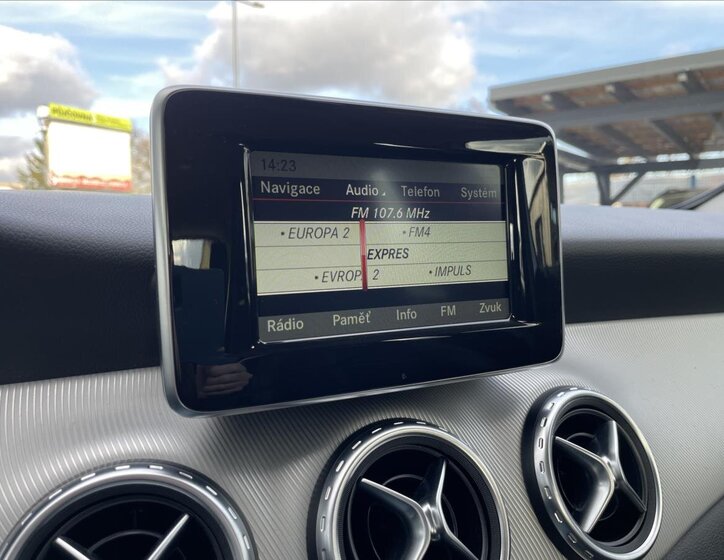 14:23
Navigace Audio Telefon Systém
FM 107.6 MHz
• EUROPA 2 • FM4
EXPRES
• EVROPA 2 • IMPULS
Rádio Paměť Info FM Zvuk